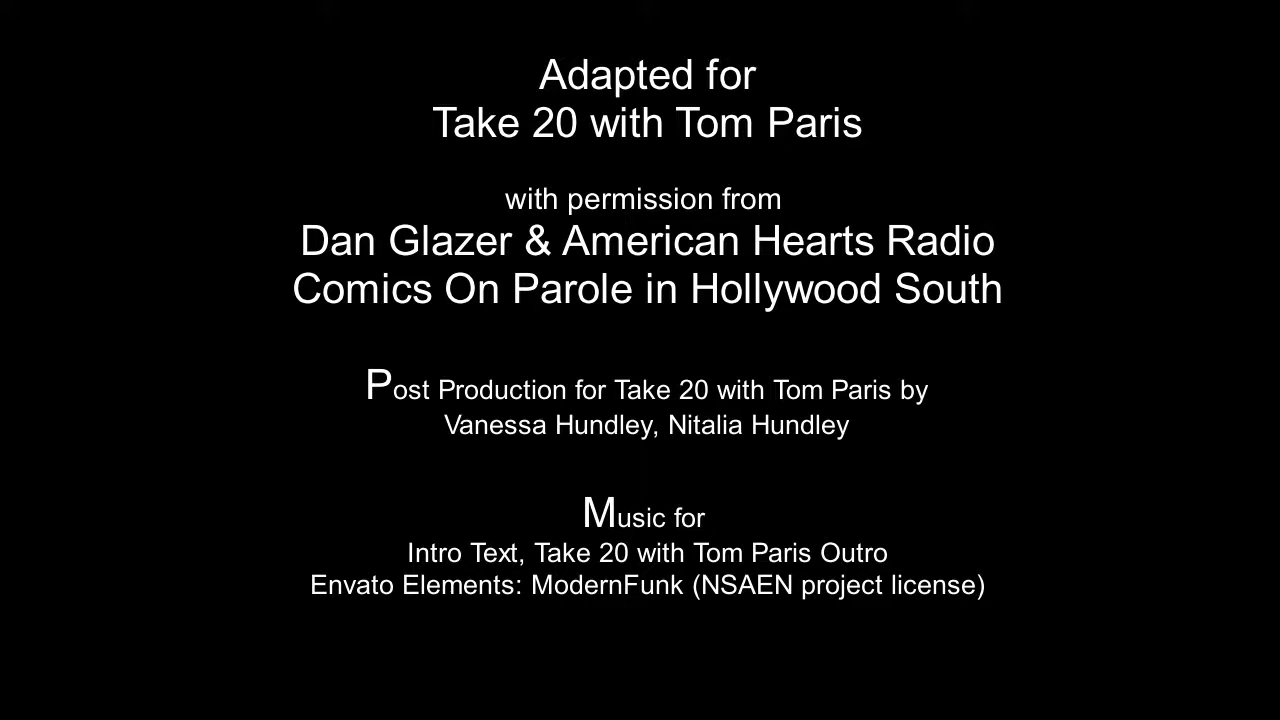 Adapted for
Take 20 with Tom Paris
with permission from
Dan Glazer & American Hearts Radio
Comics On Parole in Hollywood South
Post Production for Take 20 with Tom Paris by
Vanessa Hundley, Nitalia Hundley
Music for
Intro Text, Take 20 with Tom Paris Outro
Envato Elements: ModernFunk (NSAEN project license)